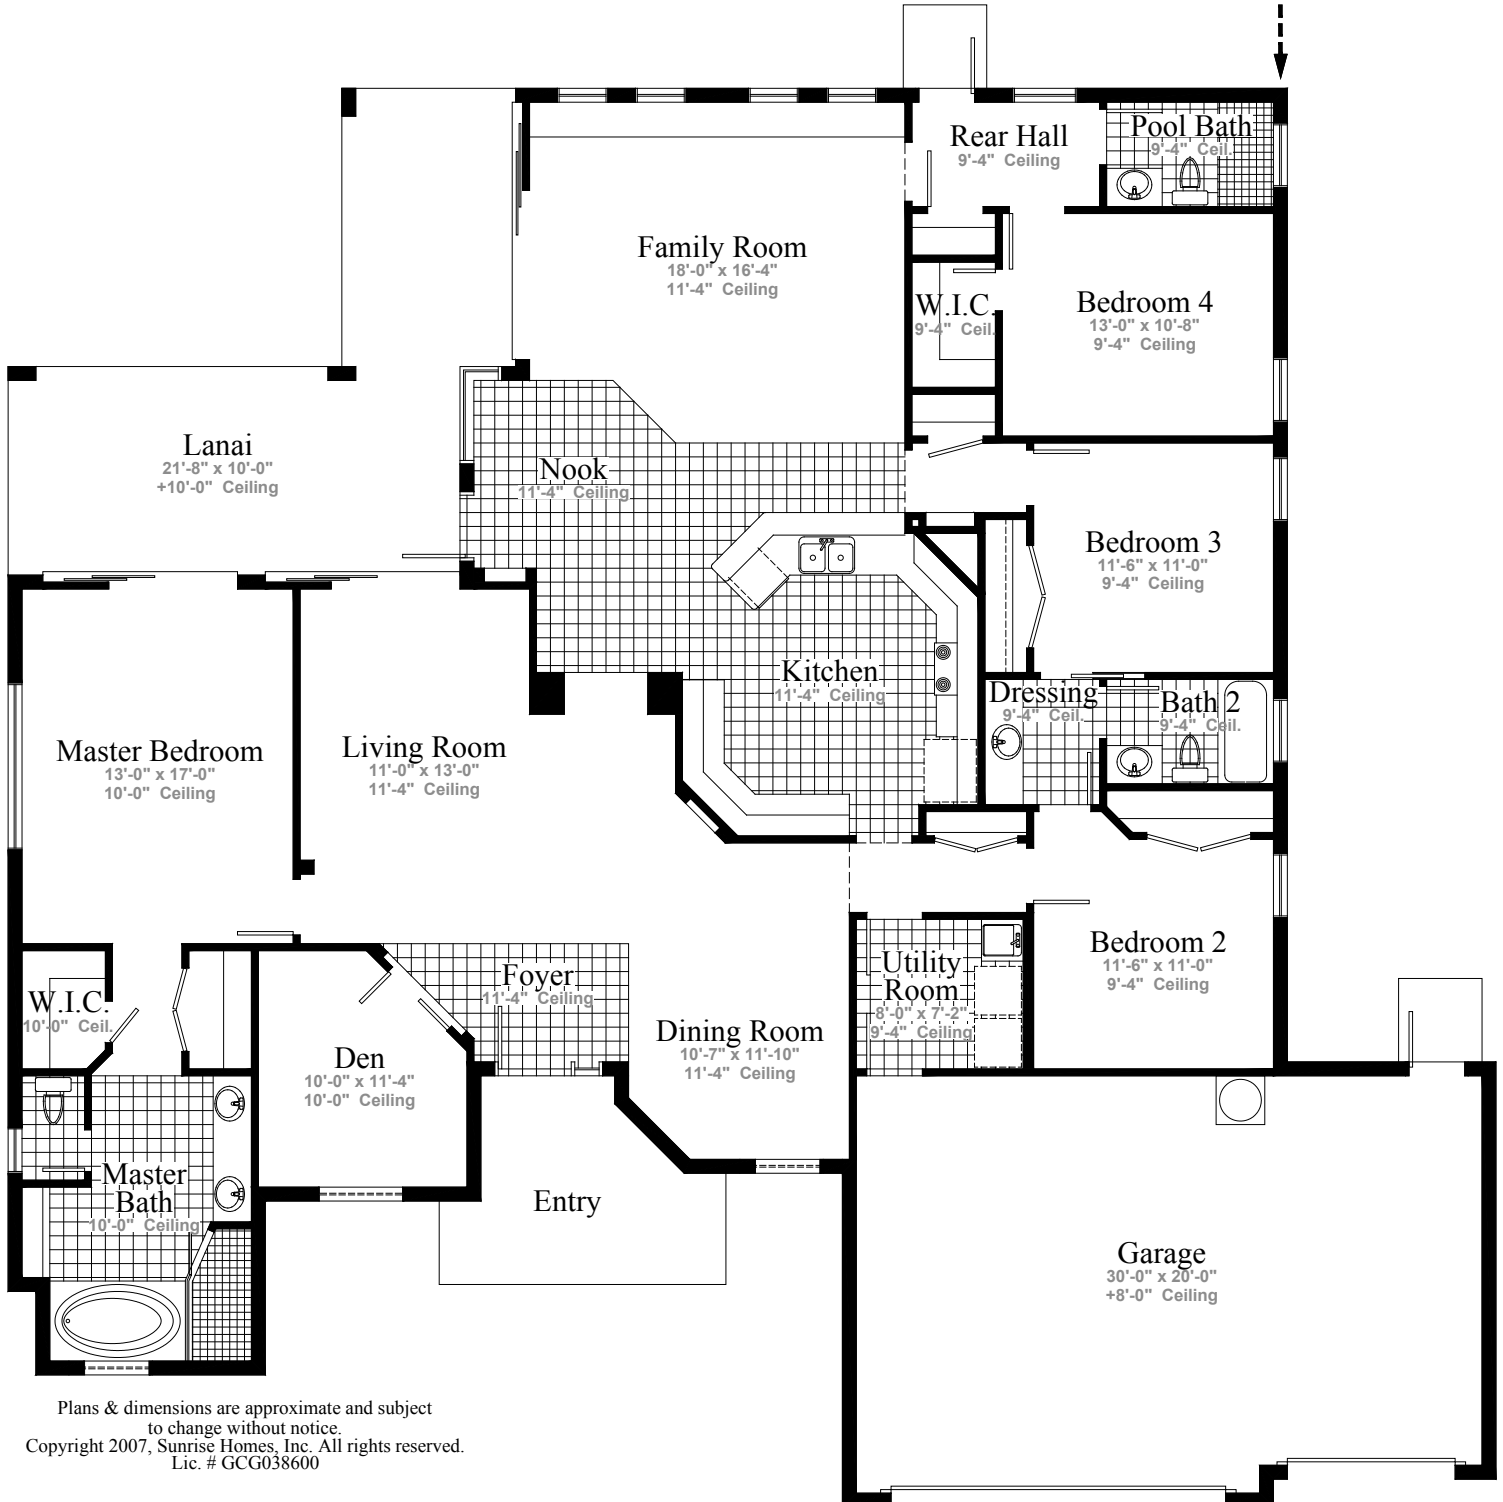 Rear Hall
9'-4" Ceiling
Pool Bath
9'-4" Ceil.
Family Room
18'-0" x 16'-4"
11'-4" Ceiling
W.I.C.
9'-4" Ceil.
Bedroom 4
13'-0" x 10'-8"
9'-4" Ceiling
Lanai
21'-8" x 10'-0"
+10'-0" Ceiling
Nook
11'-4" Ceiling
Bedroom 3
11'-6" x 11'-0"
9'-4" Ceiling
Kitchen
11'-4" Ceiling
Dressing
9'-4" Ceil.
Bath 2
9'-4" Ceil.
Master Bedroom
13'-0" x 17'-0"
10'-0" Ceiling
Living Room
11'-0" x 13'-0"
11'-4" Ceiling
Bedroom 2
11'-6" x 11'-0"
9'-4" Ceiling
Utility
Room
8'-0" x 7'-2"
9'-4" Ceiling
W.I.C.
10'-0" Ceil.
Foyer
11'-4" Ceiling
Den
10'-0" x 11'-4"
10'-0" Ceiling
Dining Room
10'-7" x 11'-10"
11'-4" Ceiling
Master
Bath
10'-0" Ceiling
Entry
Garage
30'-0" x 20'-0"
+8'-0" Ceiling
Plans & dimensions are approximate and subject
to change without notice.
Copyright 2007, Sunrise Homes, Inc. All rights reserved.
Lic. # GCG038600